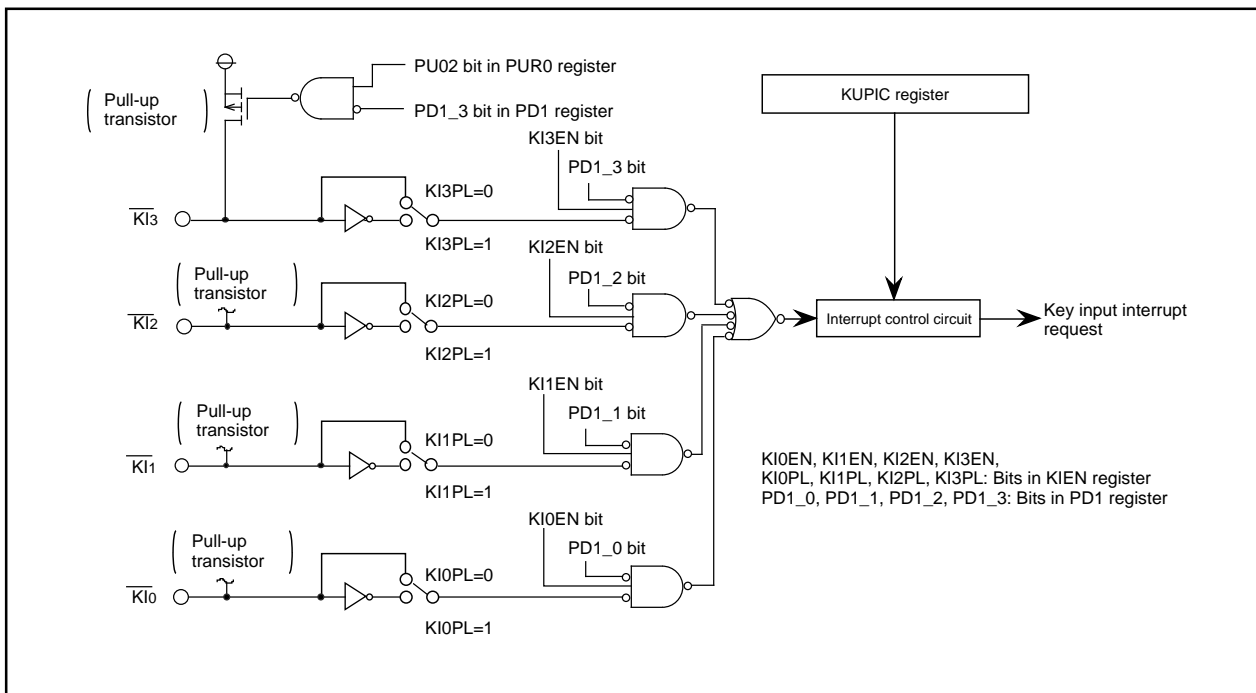 PU02 bit in PUR0 register
Pull-up
transistor
PD1_3 bit in PD1 register
KUPIC register
KI3EN bit
PD1_3 bit
KI3PL=0
KI3
KI3PL=1
Pull-up
transistor
KI2EN bit
PD1_2 bit
KI2PL=0
KI2
KI2PL=1
Interrupt control circuit
Key input interrupt
request
Pull-up
transistor
KI1EN bit
PD1_1 bit
KI1PL=0
KI1
KI1PL=1
KI0EN, KI1EN, KI2EN, KI3EN,
KI0PL, KI1PL, KI2PL, KI3PL: Bits in KIEN register
PD1_0, PD1_1, PD1_2, PD1_3: Bits in PD1 register
Pull-up
transistor
KI0EN bit
PD1_0 bit
KI0PL=0
KI0
KI0PL=1